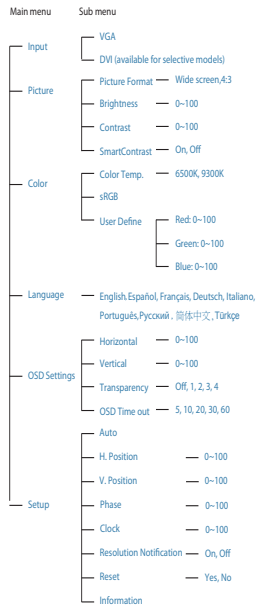 Main menu Sub menu
Input
VGA
DVI (available for selective models)
Picture
Picture Format Wide screen,4:3
Brightness 0~100
Contrast 0~100
SmartContrast On, Off
Color
Color Temp. 6500K, 9300K
sRGB
User Define Red: 0~100
Green: 0~100
Blue: 0~100
Language English.Español, Français, Deutsch, Italiano,
Português,Русский , 简体中文, Türkçe
OSD Settings
Horizontal 0~100
Vertical 0~100
Transparency Off, 1, 2, 3, 4
OSD Time out 5, 10, 20, 30, 60
Setup
Auto
H. Position 0~100
V. Position 0~100
Phase 0~100
Clock 0~100
Resolution Notification On, Off
Reset Yes, No
Information